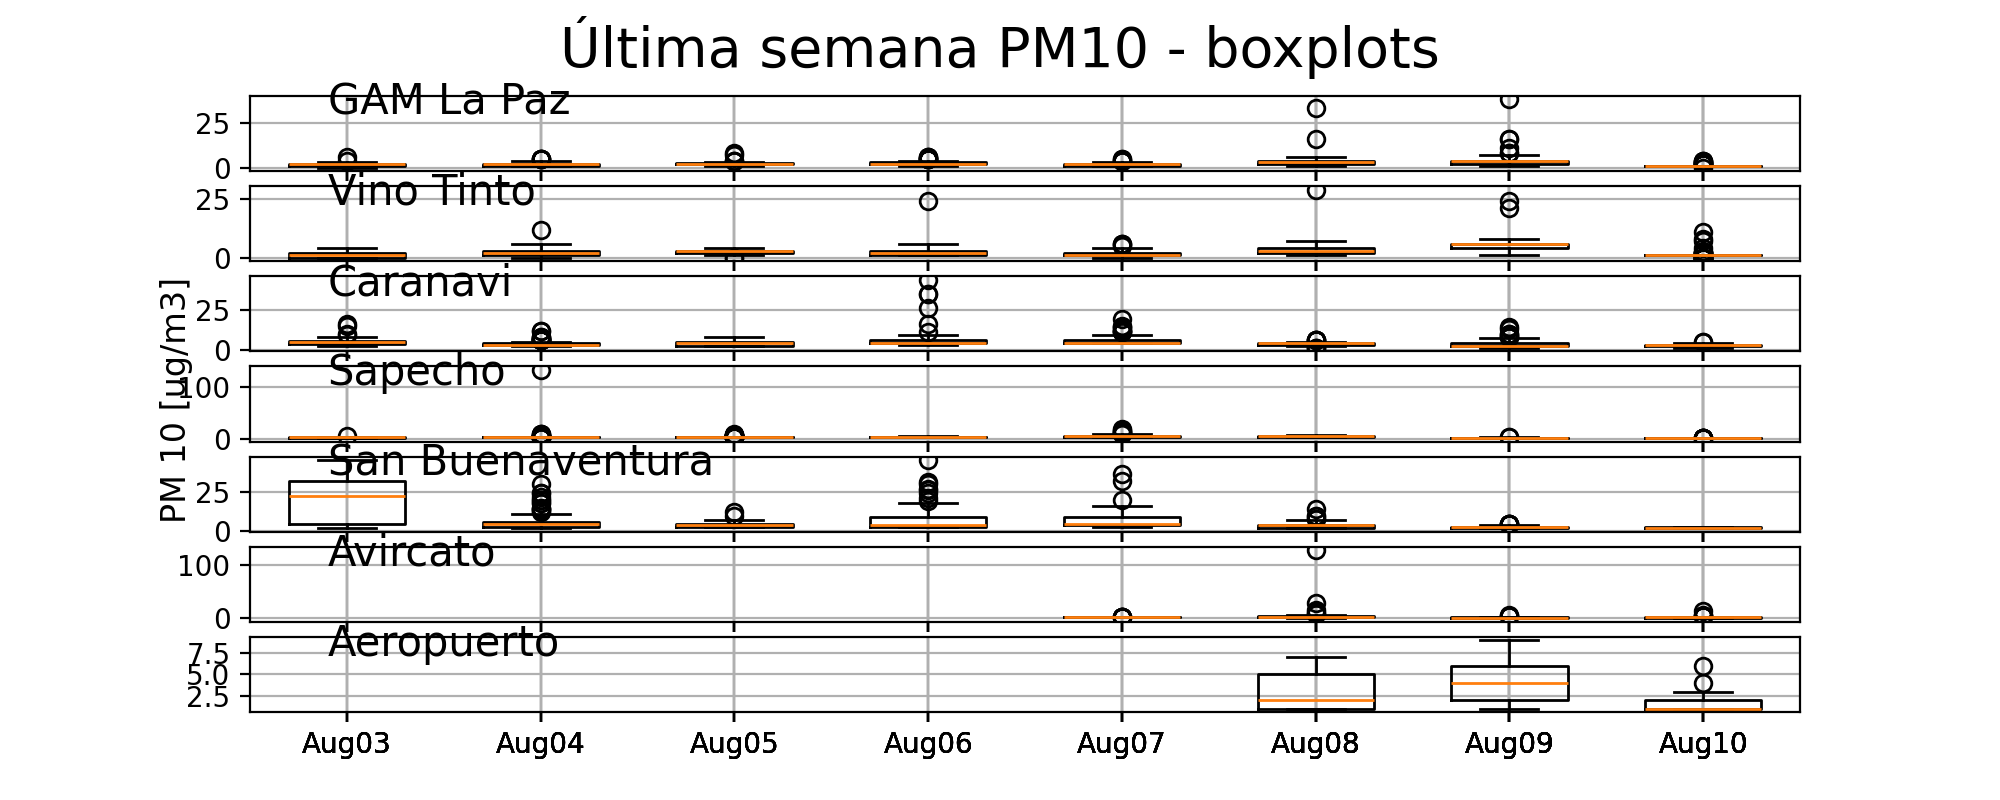 Última semana PM10 - boxplots
GAM La Paz
25
0
Vino Tinto
25
0
Caranavi
25
0
Sapecho
100
0
San Buenaventura
25
0
Avircato
100
0
Aeropuerto
7.5
5.0
2.5
PM 10 [µg/m3]
Aug03 Aug04 Aug05 Aug06 Aug07 Aug08 Aug09 Aug10